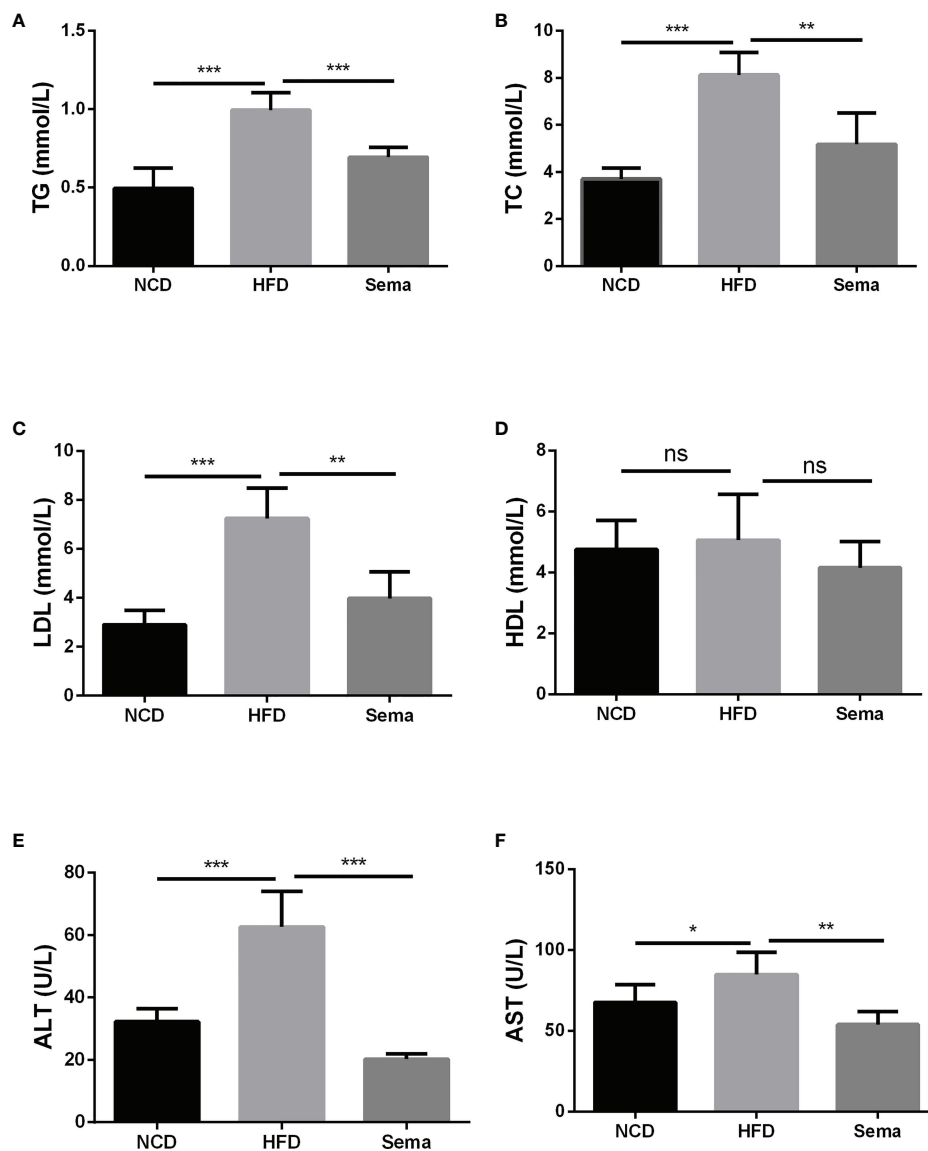 A
TG (mmol/L)
1.5
1.0
0.5
0.0
*** ***
NCD HFD Sema
B
TC (mmol/L)
10
8
6
4
2
0
*** **
NCD HFD Sema
C
LDL (mmol/L)
10
8
6
4
2
0
*** **
NCD HFD Sema
D
HDL (mmol/L)
8
6
4
2
0
ns ns
NCD HFD Sema
E
ALT (U/L)
80
60
40
20
0
*** ***
NCD HFD Sema
F
AST (U/L)
150
100
50
0
* **
NCD HFD Sema